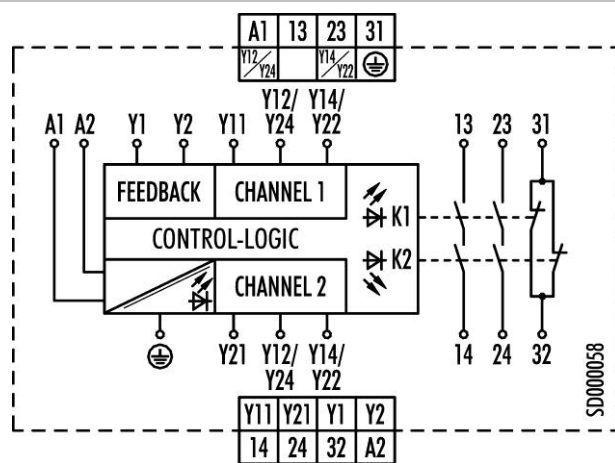 A1 13 23 31
Y12/Y24 Y14/Y22
Y12/ Y14/
A1 A2 Y1 Y2 Y11 Y24 Y22 13 23 31
FEEDBACK CHANNEL 1
K1
CONTROL-LOGIC
K2
CHANNEL 2
Y21 Y12/ Y14/ 14 24 32
Y24 Y22
SD000058
Y11 Y21 Y1 Y2
14 24 32 A2